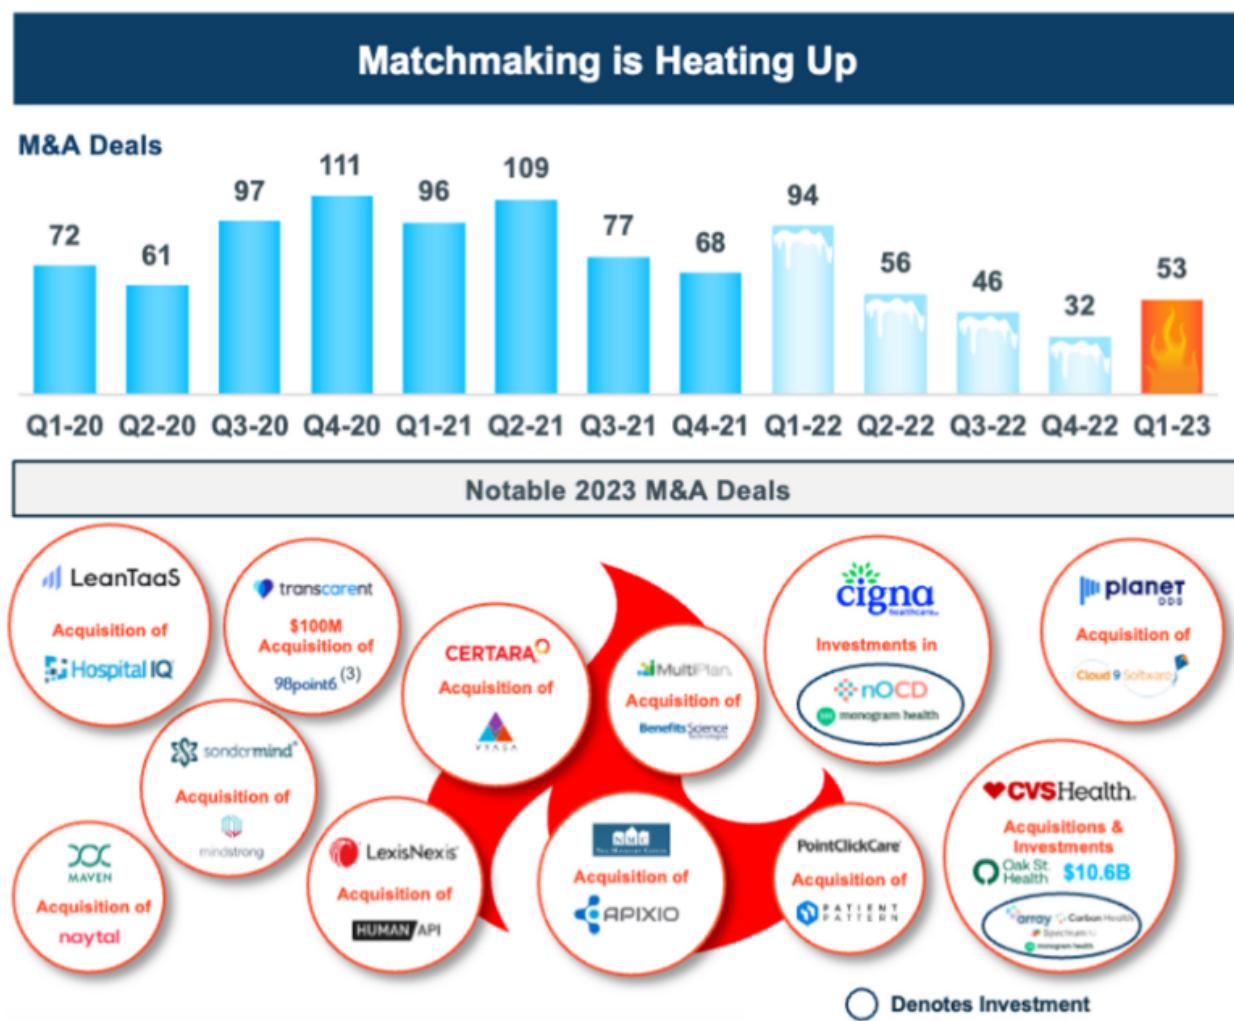 Matchmaking is Heating Up
M&A Deals
72
61
97
111
96
109
77
68
94
56
46
32
53
Q1-20 Q2-20 Q3-20 Q4-20 Q1-21 Q2-21 Q3-21 Q4-21 Q1-22 Q2-22 Q3-22 Q4-22 Q1-23
Notable 2023 M&A Deals
LeanTaaS
Acquisition of
Hospital IQ
transcarent
$100M
Acquisition of
98point6 (3)
CERTARA
Acquisition of
VYASA
MultiPlan
Acquisition of
Benefits Science
Technologies
cigna
healthcare
Investments in
nOCD
monogram health
planet
DDS
Acquisition of
Cloud 9 Software
sondermind
Acquisition of
mindstrong
MAVEN
Acquisition of
naytal
LexisNexis
Acquisition of
HUMAN API
NMC
Acquisition of
APIXIO
PointClickCare
Acquisition of
PATIENT
PATTERN
CVSHealth.
Acquisitions &
Investments
Oak St.
Health $10.6B
array Carbon Health
Spectrum
monogram health
Denotes Investment